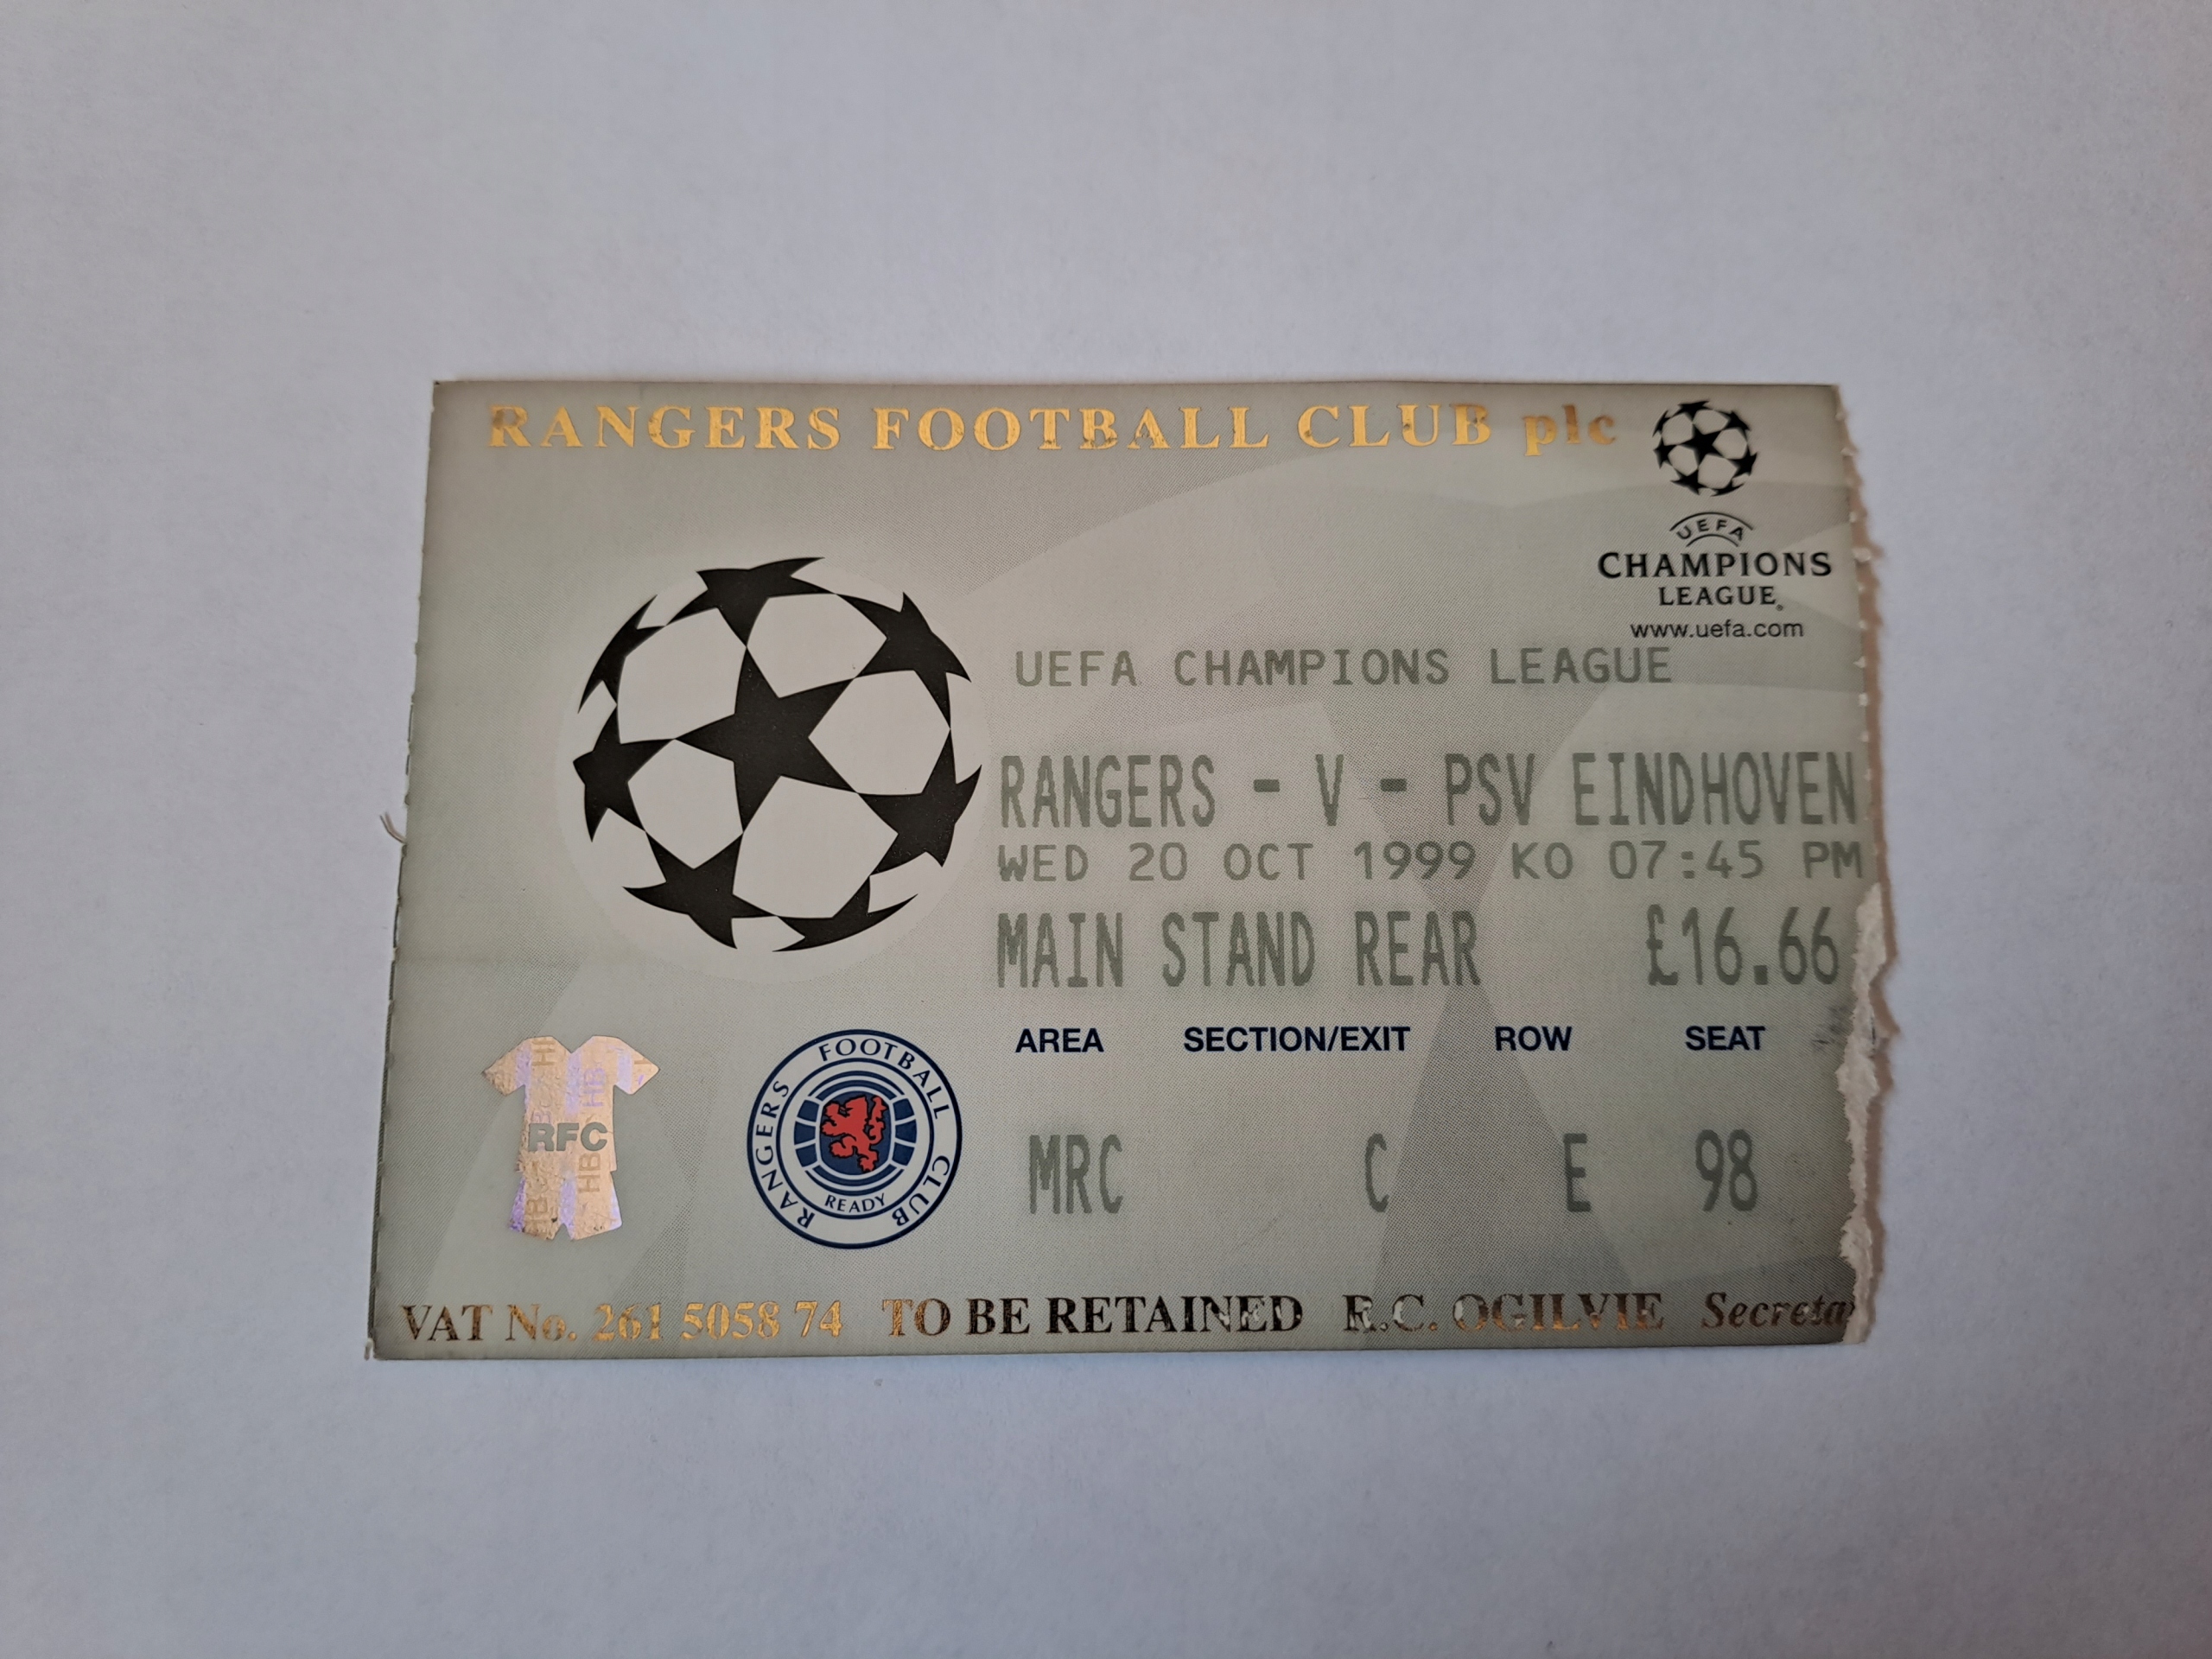 RANGERS FOOTBALL CLUB plc
UEFA
CHAMPIONS
LEAGUE
www.uefa.com
UEFA CHAMPIONS LEAGUE
RANGERS - V - PSV EINDHOVEN
WED 20 OCT 1999 KO 07:45 PM
MAIN STAND REAR £16.66
AREA SECTION/EXIT ROW SEAT
MRC C E 98
RFC
RANGERS FOOTBALL CLUB
READY
VAT No. 261 5058 74 TO BE RETAINED R.C. OGILVIE Secreta